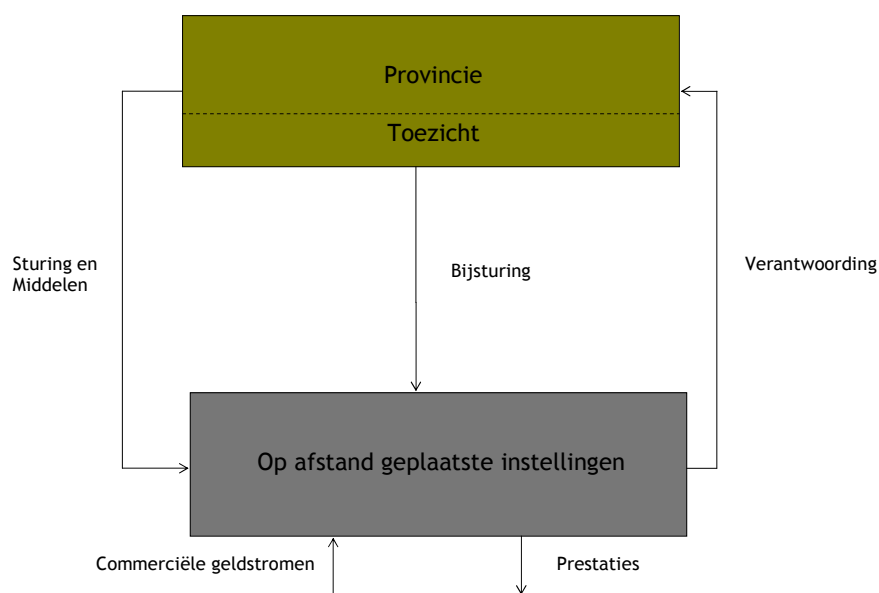 Provincie
Toezicht
Sturing en
Middelen
Bijsturing
Verantwoording
Op afstand geplaatste instellingen
Commerciële geldstromen
Prestaties